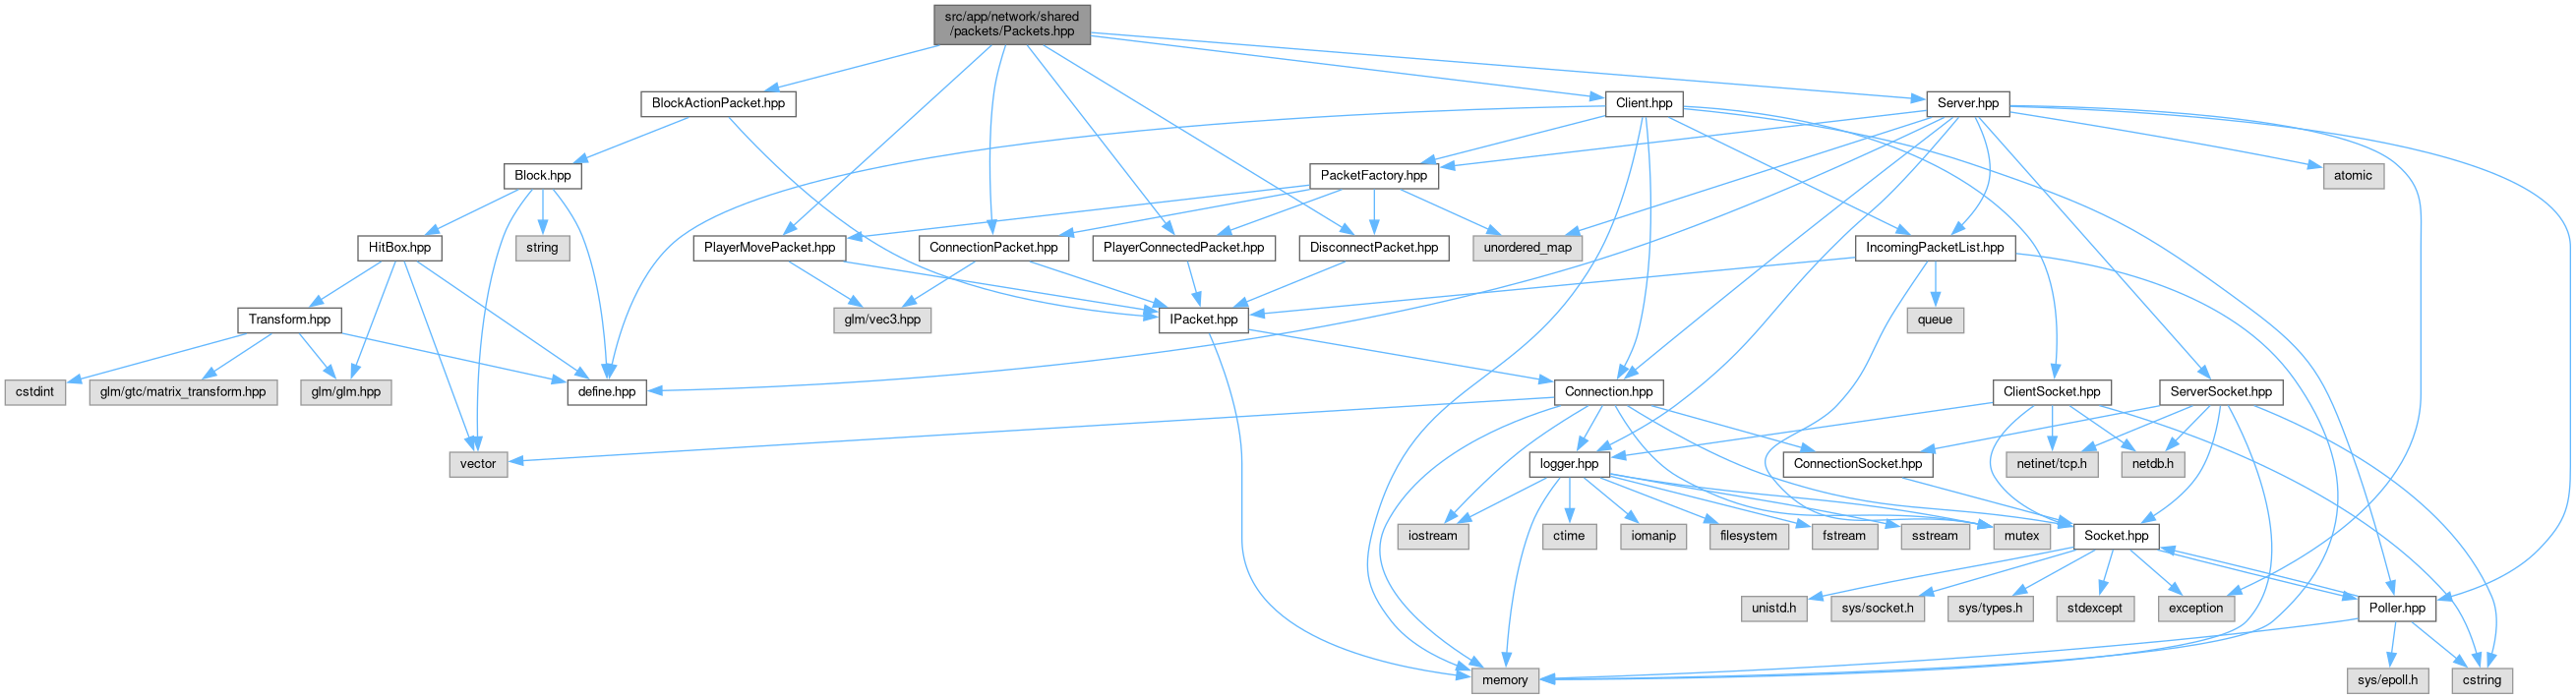 src/app/network/shared
/packets/Packets.hpp
BlockActionPacket.hpp
Client.hpp
Server.hpp
Block.hpp
PacketFactory.hpp
atomic
HitBox.hpp
string
PlayerMovePacket.hpp
ConnectionPacket.hpp
PlayerConnectedPacket.hpp
DisconnectPacket.hpp
unordered_map
IncomingPacketList.hpp
Transform.hpp
glm/vec3.hpp
IPacket.hpp
queue
cstdint
glm/gtc/matrix_transform.hpp
glm/glm.hpp
define.hpp
Connection.hpp
ClientSocket.hpp
ServerSocket.hpp
vector
logger.hpp
ConnectionSocket.hpp
netinet/tcp.h
netdb.h
iostream
ctime
iomanip
filesystem
fstream
sstream
mutex
Socket.hpp
unistd.h
sys/socket.h
sys/types.h
stdexcept
exception
Poller.hpp
memory
sys/epoll.h
cstring